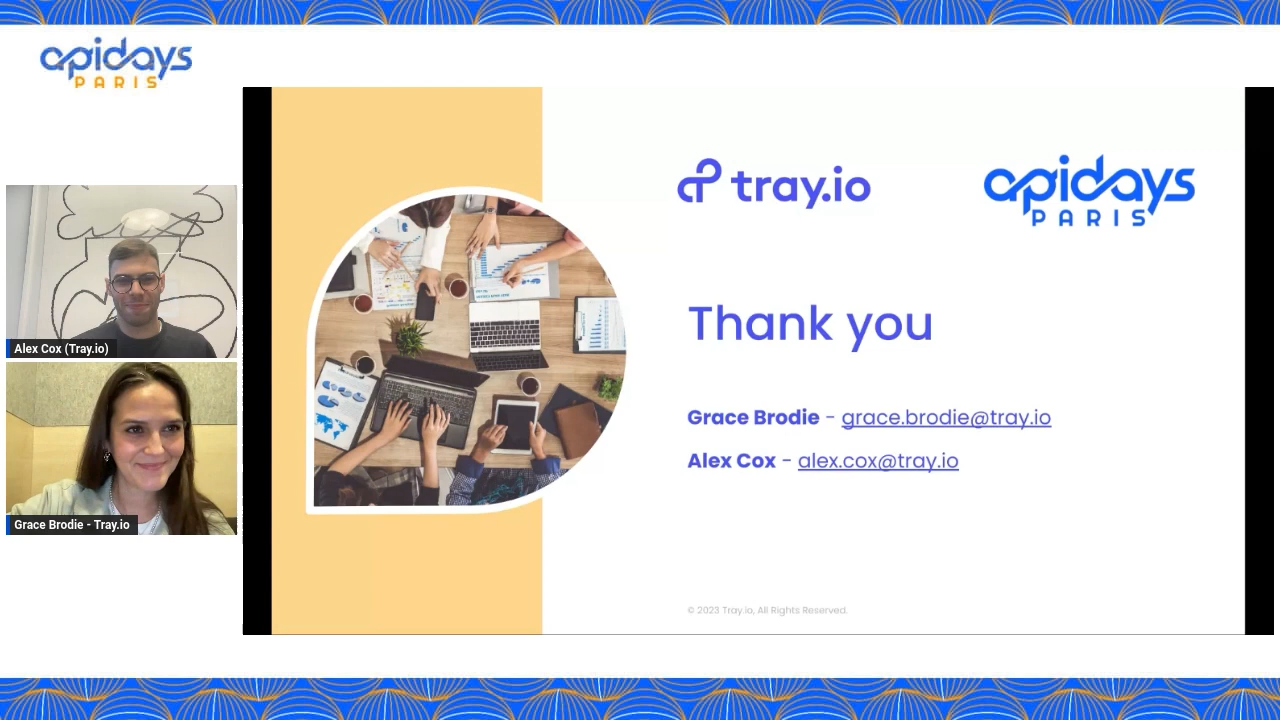 apidays
PARIS
Alex Cox (Tray.io)
Grace Brodie - Tray.io
tray.io
apidays
PARIS
Thank you
Grace Brodie - grace.brodie@tray.io
Alex Cox - alex.cox@tray.io
© 2023 Tray.io, All Rights Reserved.